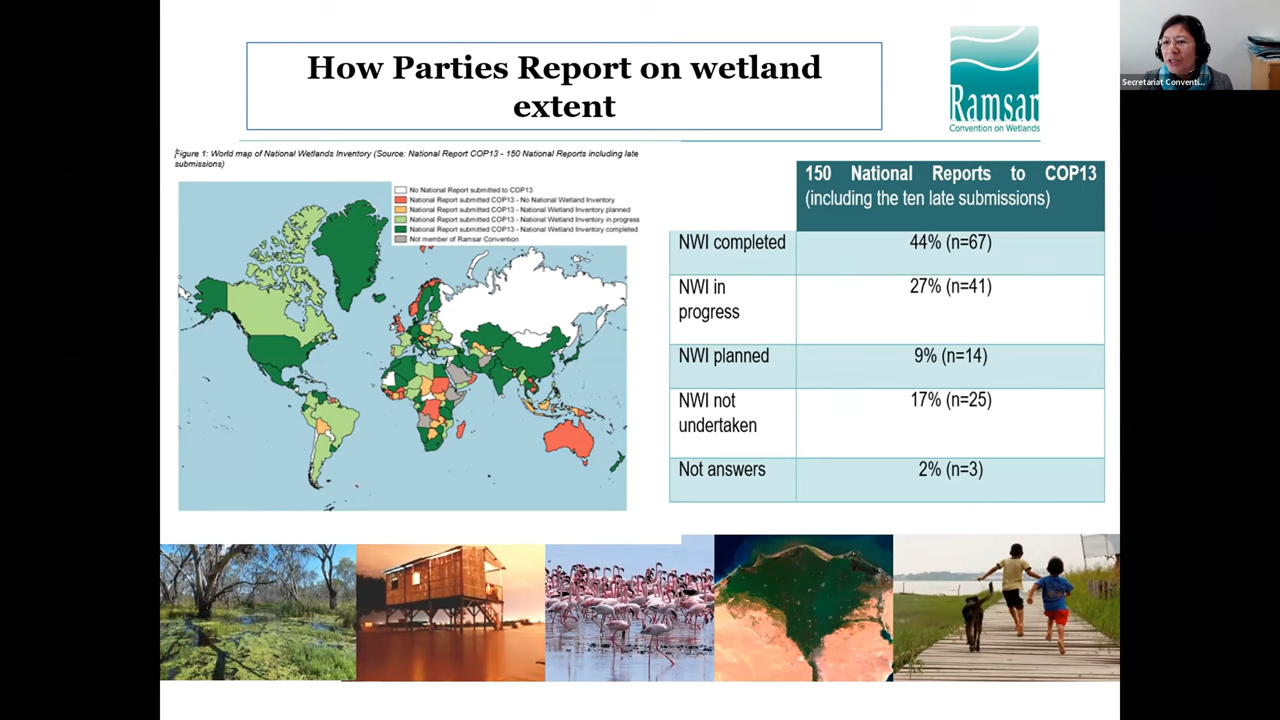 How Parties Report on wetland
extent
Ramsar
Convention on Wetlands
Secretariat Conventi...
Figure 1: World map of National Wetlands Inventory (Source: National Report COP13 - 150 National Reports including late
submissions)
No National Report submitted to COP13
National Report submitted COP13 - No National Wetland Inventory
National Report submitted COP13 - National Wetland Inventory planned
National Report submitted COP13 - National Wetland Inventory in progress
National Report submitted COP13 - National Wetland Inventory completed
Not member of Ramsar Convention
150 National Reports to COP13
(including the ten late submissions)
NWI completed 44% (n=67)
NWI in 27% (n=41)
progress
NWI planned 9% (n=14)
NWI not 17% (n=25)
undertaken
Not answers 2% (n=3)